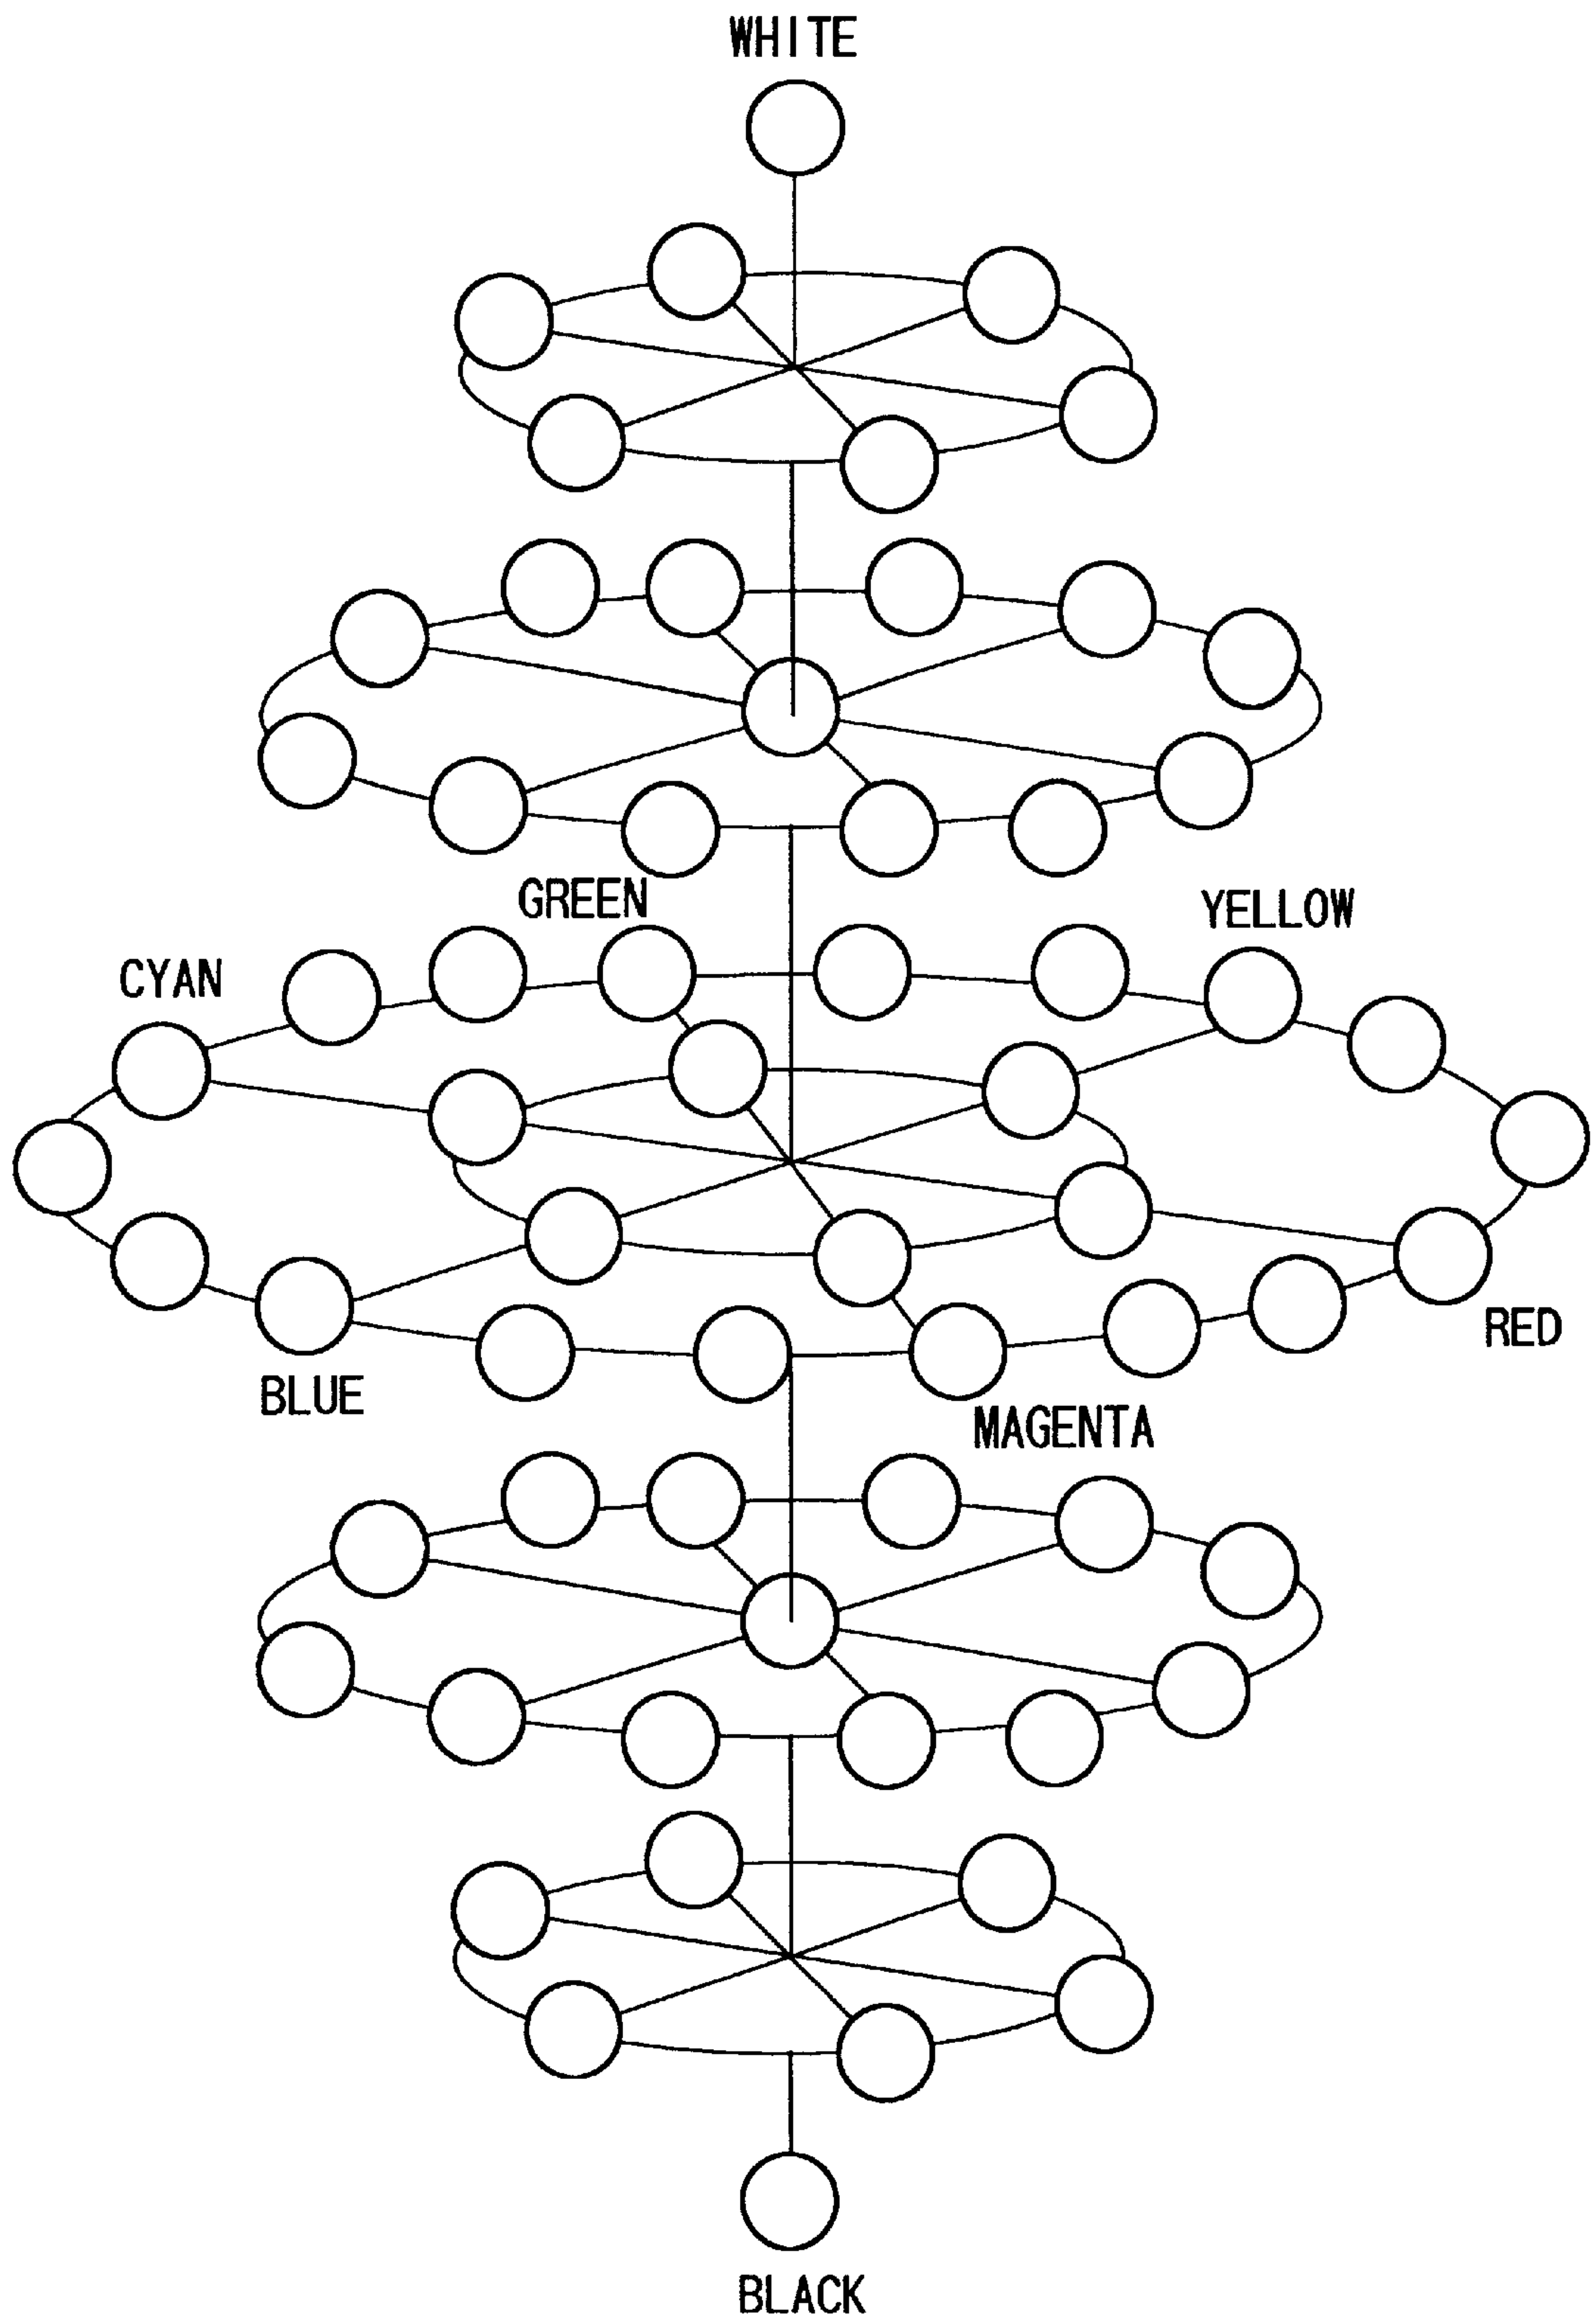 WHITE
GREEN
YELLOW
CYAN
RED
BLUE
MAGENTA
BLACK